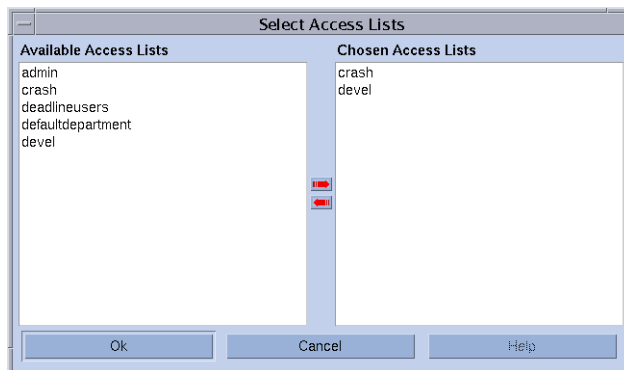 Select Access Lists
Available Access Lists
admin
crash
deadlineusers
defaultdepartment
devel
Chosen Access Lists
crash
devel
Ok
Cancel
Help